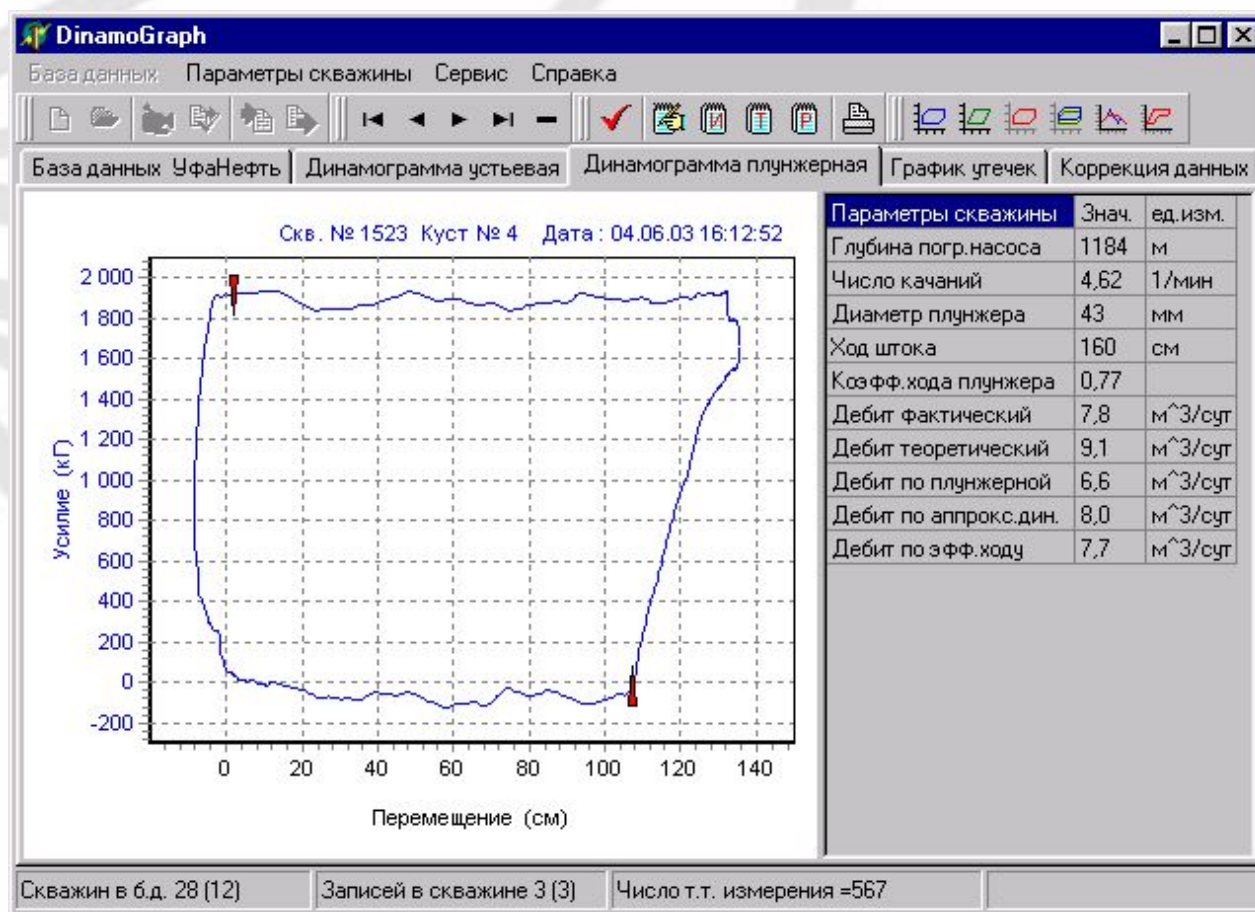 DinamoGraph
База данных Параметры скважины Сервис Справка
И Т Р
База данных УфаНефть Динамограмма устьевая Динамограмма плунжерная График утечек Коррекция данных
Скв. № 1523 Куст № 4 Дата : 04.06.03 16:12:52
2 000
1 800
1 600
1 400
1 200
1 000
800
600
400
200
0
-200
Усилие (кГ)
0 20 40 60 80 100 120 140
Перемещение (см)
Параметры скважины Знач. ед.изм.
Глубина погр.насоса 1184 м
Число качаний 4,62 1/мин
Диаметр плунжера 43 мм
Ход штока 160 см
Коэфф.хода плунжера 0,77
Дебит фактический 7,8 м^3/сут
Дебит теоретический 9,1 м^3/сут
Дебит по плунжерной 6,6 м^3/сут
Дебит по аппрокс.дин. 8,0 м^3/сут
Дебит по эфф.ходу 7,7 м^3/сут
Скважин в б.д. 28 (12) Записей в скважине 3 (3) Число т.т. измерения =567